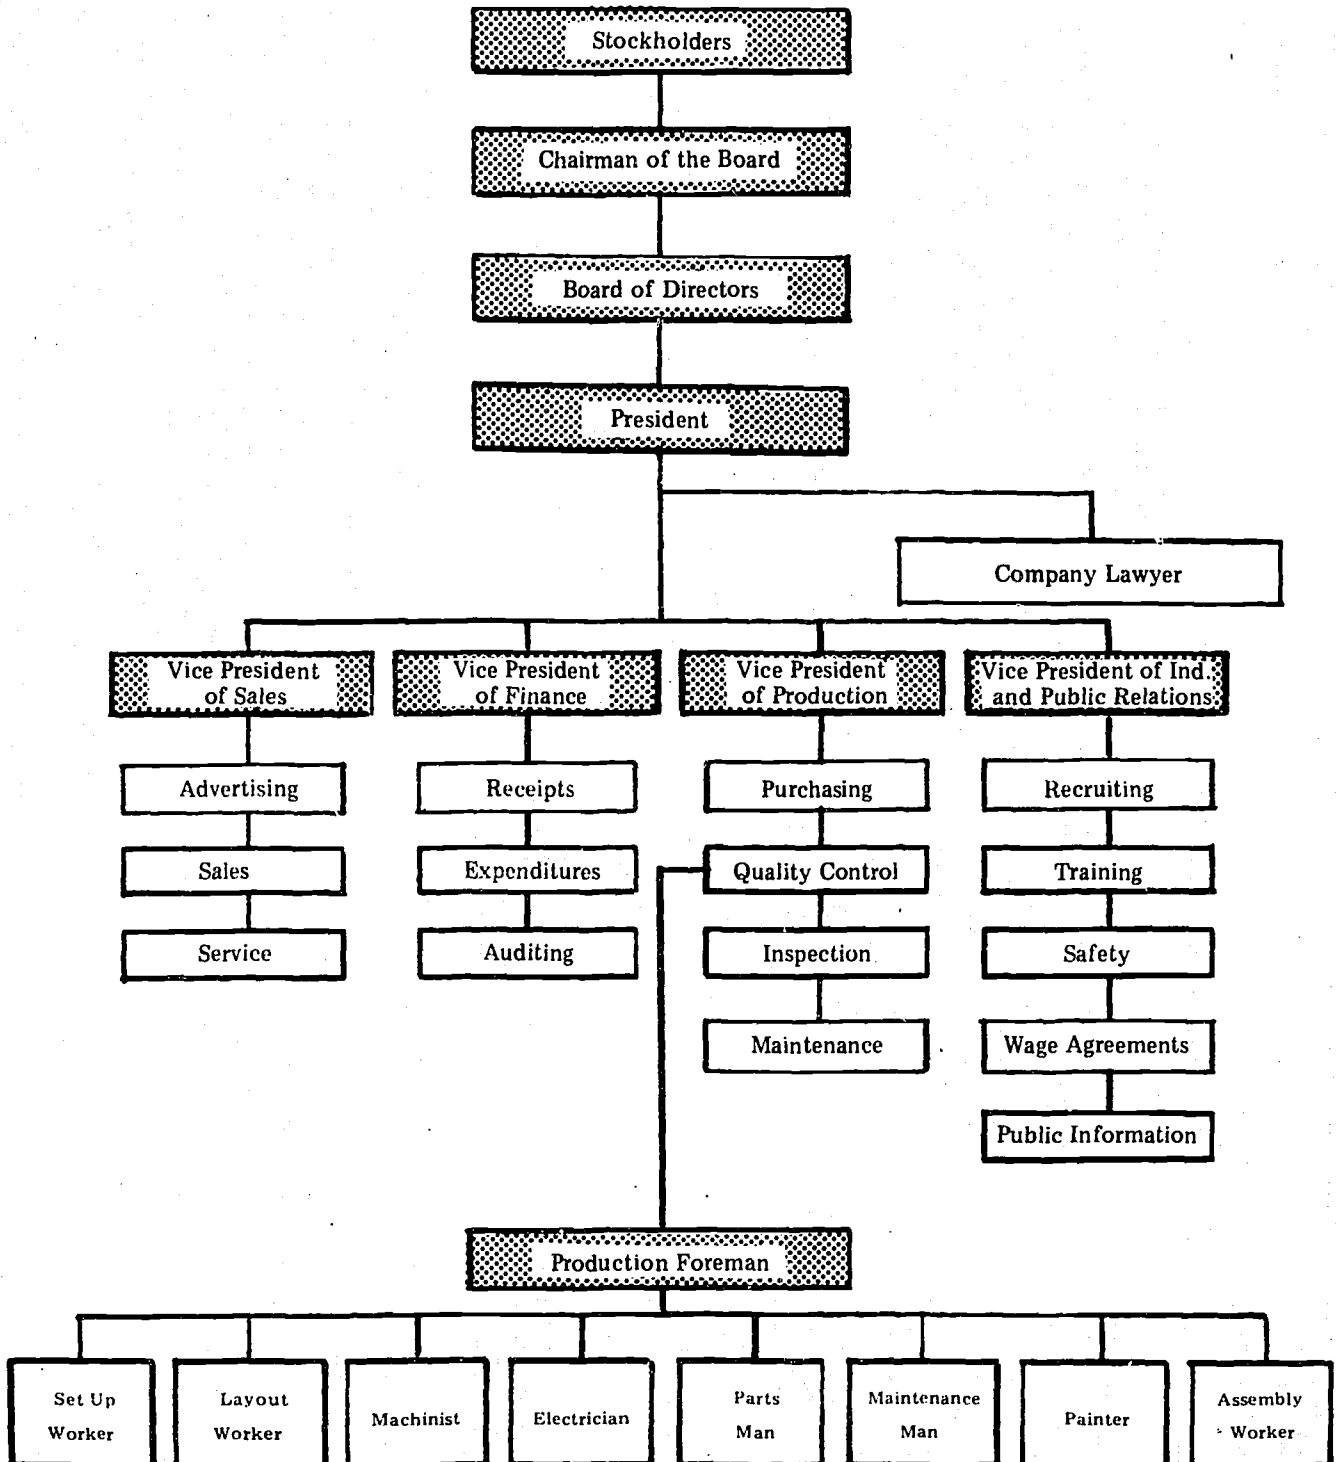 Stockholders
Chairman of the Board
Board of Directors
President
Company Lawyer
Vice President
of Sales
Vice President
of Finance
Vice President
of Production
Vice President of Ind.
and Public Relations
Advertising
Receipts
Purchasing
Recruiting
Sales
Expenditures
Quality Control
Training
Service
Auditing
Inspection
Safety
Maintenance
Wage Agreements
Public Information
Production Foreman
Set Up
Worker
Layout
Worker
Machinist
Electrician
Parts
Man
Maintenance
Man
Painter
Assembly
Worker